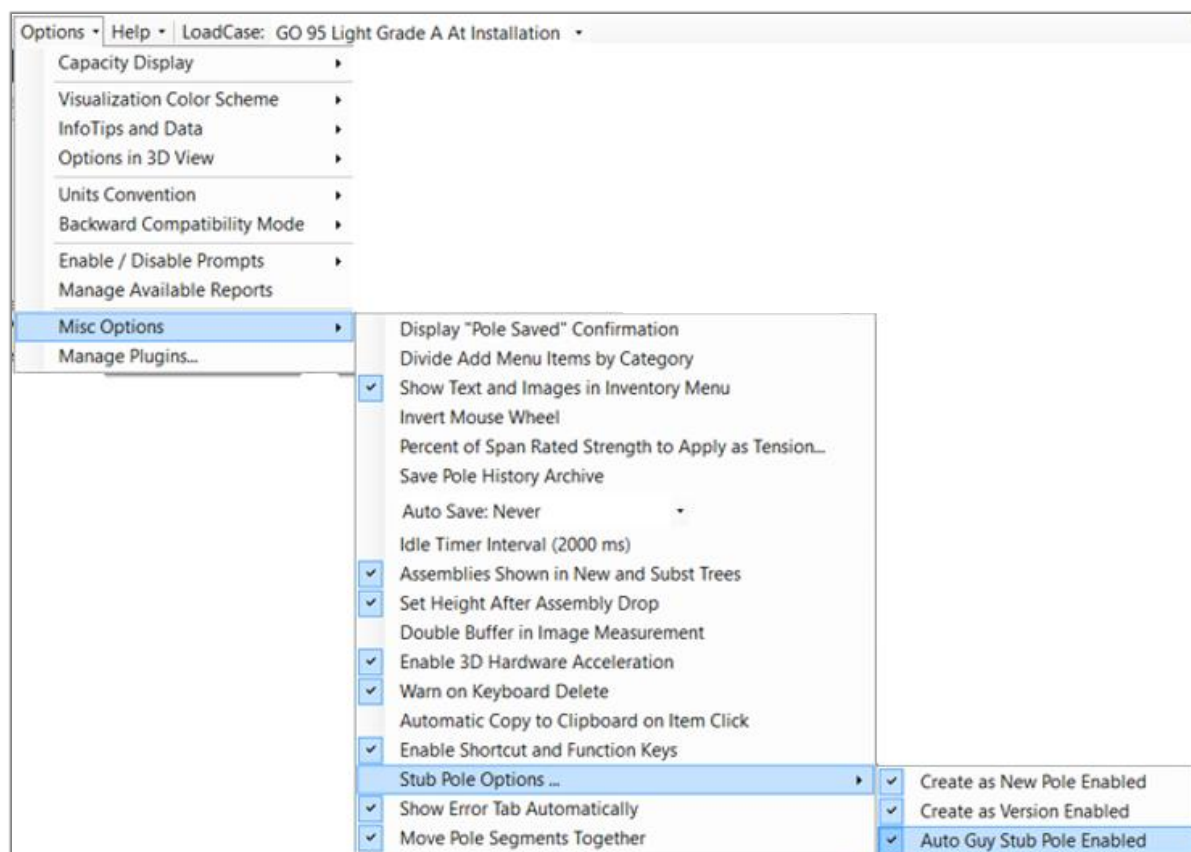 Options Help LoadCase: GO 95 Light Grade A At Installation
Capacity Display
Visualization Color Scheme
InfoTips and Data
Options in 3D View
Units Convention
Backward Compatibility Mode
Enable / Disable Prompts
Manage Available Reports
Misc Options
Manage Plugins...
Display "Pole Saved" Confirmation
Divide Add Menu Items by Category
Show Text and Images in Inventory Menu
Invert Mouse Wheel
Percent of Span Rated Strength to Apply as Tension...
Save Pole History Archive
Auto Save: Never
Idle Timer Interval (2000 ms)
Assemblies Shown in New and Subst Trees
Set Height After Assembly Drop
Double Buffer in Image Measurement
Enable 3D Hardware Acceleration
Warn on Keyboard Delete
Automatic Copy to Clipboard on Item Click
Enable Shortcut and Function Keys
Stub Pole Options ...
Show Error Tab Automatically
Move Pole Segments Together
Create as New Pole Enabled
Create as Version Enabled
Auto Guy Stub Pole Enabled